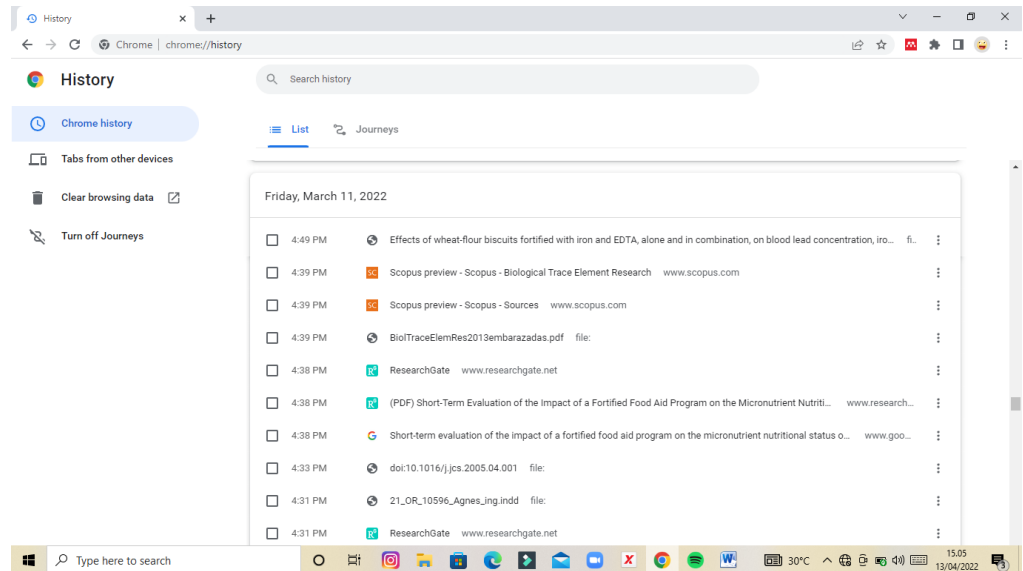 History
Chrome | chrome://history
History
Search history
Chrome history
List
Journeys
Tabs from other devices
Friday, March 11, 2022
Clear browsing data
Turn off Journeys
4:49 PM Effects of wheat-flour biscuits fortified with iron and EDTA, alone and in combination, on blood lead concentration, iro... fi..
4:39 PM SC Scopus preview - Scopus - Biological Trace Element Research www.scopus.com
4:39 PM SC Scopus preview - Scopus - Sources www.scopus.com
4:39 PM BiolTraceElemRes2013embarazadas.pdf file:
4:38 PM ResearchGate www.researchgate.net
4:38 PM (PDF) Short-Term Evaluation of the Impact of a Fortified Food Aid Program on the Micronutrient Nutriti... www.research...
4:38 PM G Short-term evaluation of the impact of a fortified food aid program on the micronutrient nutritional status o... www.goo...
4:33 PM doi:10.1016/j.jcs.2005.04.001 file:
4:31 PM 21_OR_10596_Agnes_ing.indd file:
4:31 PM ResearchGate www.researchgate.net
Type here to search
30°C
15.05
13/04/2022
3